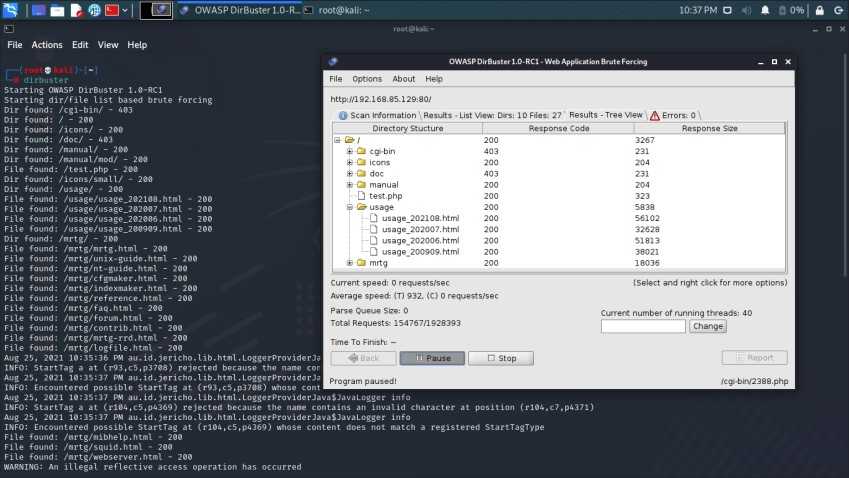 OWASP DirBuster 1.0-R...
root@kali: ~
10:37 PM
0%
root@kali: ~
File Actions Edit View Help
(root💀kali)-[~]
# dirbuster
Starting OWASP DirBuster 1.0-RC1
Starting dir/file list based brute forcing
Dir found: /cgi-bin/ - 403
Dir found: / - 200
Dir found: /icons/ - 200
Dir found: /doc/ - 403
Dir found: /manual/ - 200
Dir found: /manual/mod/ - 200
File found: /test.php - 200
Dir found: /icons/small/ - 200
Dir found: /usage/ - 200
File found: /usage/usage_202108.html - 200
File found: /usage/usage_202007.html - 200
File found: /usage/usage_202006.html - 200
File found: /usage/usage_200909.html - 200
Dir found: /mrtg/ - 200
File found: /mrtg/mrtg.html - 200
File found: /mrtg/unix-guide.html - 200
File found: /mrtg/nt-guide.html - 200
File found: /mrtg/cfgmaker.html - 200
File found: /mrtg/indexmaker.html - 200
File found: /mrtg/reference.html - 200
File found: /mrtg/faq.html - 200
File found: /mrtg/forum.html - 200
File found: /mrtg/contrib.html - 200
File found: /mrtg/mrtg-rrd.html - 200
File found: /mrtg/logfile.html - 200
Aug 25, 2021 10:35:36 PM au.id.jericho.lib.html.LoggerProviderJa
INFO: StartTag a at (r93,c5,p3708) rejected because the name con
Aug 25, 2021 10:35:37 PM au.id.jericho.lib.html.LoggerProviderJa
INFO: Encountered possible StartTag at (r93,c5,p3708) whose cont
Aug 25, 2021 10:35:37 PM au.id.jericho.lib.html.LoggerProviderJava$JavaLogger info
INFO: StartTag a at (r104,c5,p4369) rejected because the name contains an invalid character at position (r104,c7,p4371)
Aug 25, 2021 10:35:37 PM au.id.jericho.lib.html.LoggerProviderJava$JavaLogger info
INFO: Encountered possible StartTag at (r104,c5,p4369) whose content does not match a registered StartTagType
File found: /mrtg/mibhelp.html - 200
File found: /mrtg/squid.html - 200
File found: /mrtg/webserver.html - 200
WARNING: An illegal reflective access operation has occurred
OWASP DirBuster 1.0-RC1 - Web Application Brute Forcing
File Options About Help
http://192.168.85.129:80/
Scan Information Results - List View: Dirs: 10 Files: 27 Results - Tree View Errors: 0
Directory Stucture Response Code Response Size
/ 200 3267
cgi-bin 403 231
icons 200 204
doc 403 231
manual 200 204
test.php 200 323
usage 200 5838
usage_202108.html 200 56102
usage_202007.html 200 32628
usage_202006.html 200 51813
usage_200909.html 200 38021
mrtg 200 18036
Current speed: 0 requests/sec (Select and right click for more options)
Average speed: (T) 932, (C) 0 requests/sec
Parse Queue Size: 0
Current number of running threads: 40
Total Requests: 154767/1928393
Change
Time To Finish: ~
Back Pause Stop Report
Program paused! /cgi-bin/2388.php